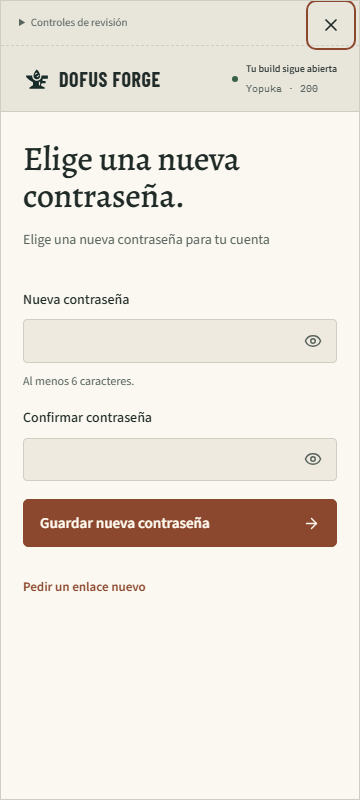 Controles de revisión
DOFUS FORGE
Tu build sigue abierta
Yopuka · 200
Elige una nueva
contraseña.
Elige una nueva contraseña para tu cuenta
Nueva contraseña
Al menos 6 caracteres.
Confirmar contraseña
Guardar nueva contraseña
Pedir un enlace nuevo